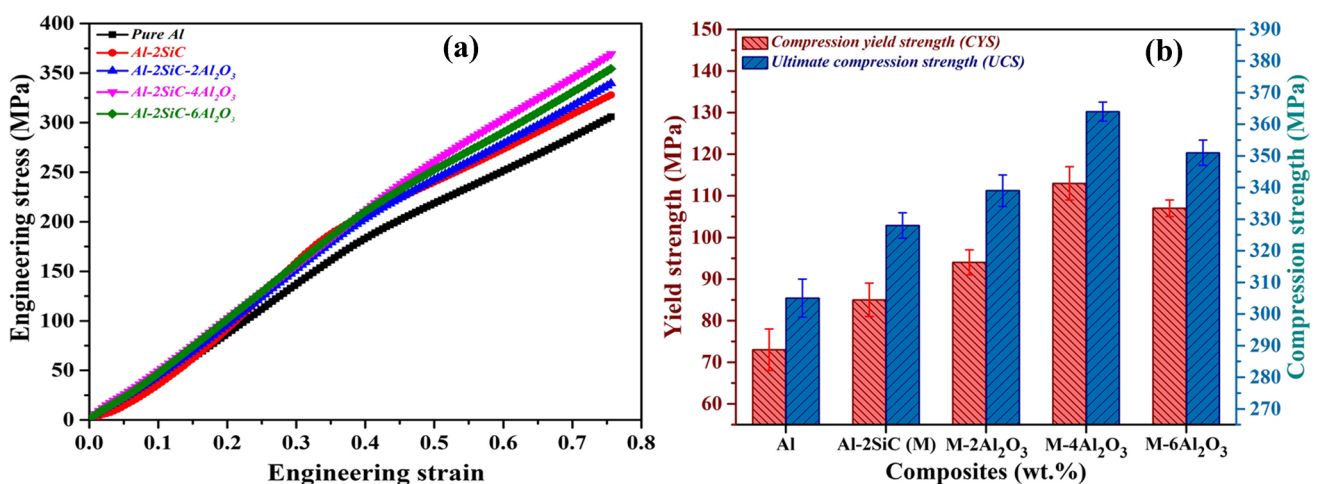 (a)
Engineering stress (MPa)
400
350
300
250
200
150
100
50
0
Pure Al
Al-2SiC
Al-2SiC-2Al₂O₃
Al-2SiC-4Al₂O₃
Al-2SiC-6Al₂O₃
0.0 0.1 0.2 0.3 0.4 0.5 0.6 0.7 0.8
Engineering strain
(b)
Yield strength (MPa)
150
140
130
120
110
100
90
80
70
60
Compression yield strength (CYS)
Ultimate compression strength (UCS)
390
380
370
360
350
340
330
320
310
300
290
280
270
Compression strength (MPa)
Al Al-2SiC (M) M-2Al₂O₃ M-4Al₂O₃ M-6Al₂O₃
Composites (wt.%)